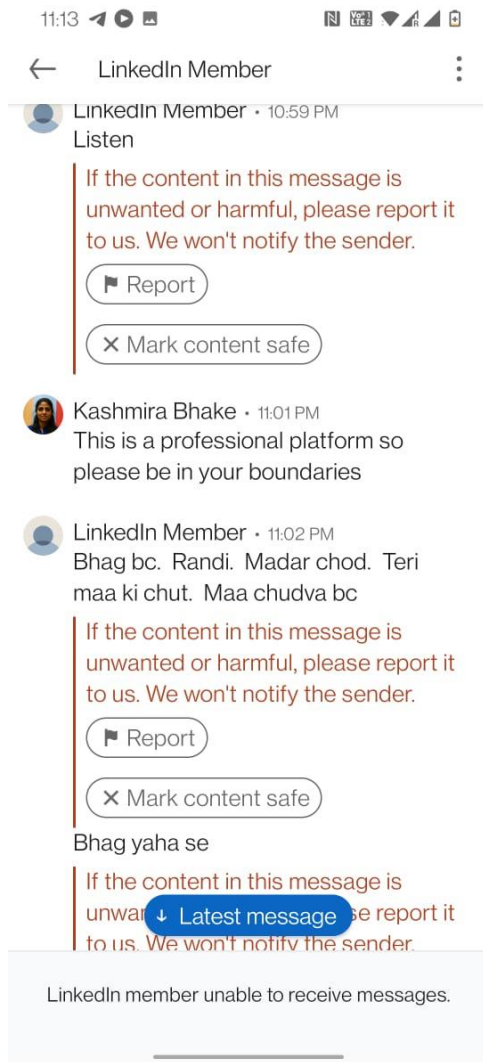 11:13
LinkedIn Member
LinkedIn Member • 10:59 PM
Listen
If the content in this message is
unwanted or harmful, please report it
to us. We won't notify the sender.
Report
Mark content safe
Kashmira Bhake • 11:01 PM
This is a professional platform so
please be in your boundaries
LinkedIn Member • 11:02 PM
Bhag bc. Randi. Madar chod. Teri
maa ki chut. Maa chudva bc
If the content in this message is
unwanted or harmful, please report it
to us. We won't notify the sender.
Report
Mark content safe
Bhag yaha se
If the content in this message is
unwar Latest message se report it
to us. We won't notify the sender.
LinkedIn member unable to receive messages.